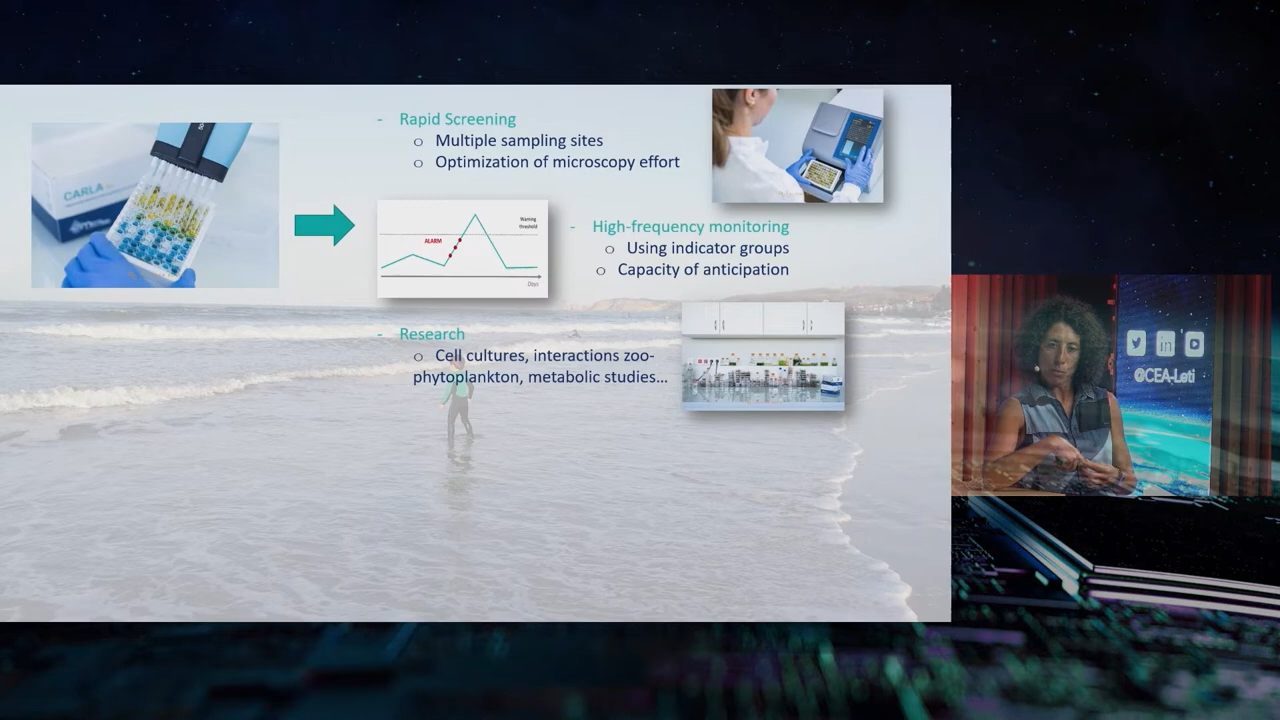 CARLA
- Rapid Screening
o Multiple sampling sites
o Optimization of microscopy effort
Warning
threshold
ALARM
Days
- High-frequency monitoring
o Using indicator groups
o Capacity of anticipation
- Research
o Cell cultures, interactions zoo-
phytoplankton, metabolic studies...
in
@CEA-Leti